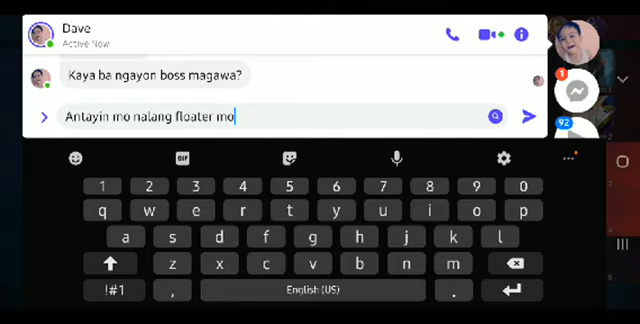 Dave
Active Now
1
Kaya ba ngayon boss magawa?
Antayin mo nalang floater mo
92
GIF
1 2 3 4 5 6 7 8 9 0
q w e r t y u i o p
a s d f g h j k l
z x c v b n m
!#1 , English (US) .